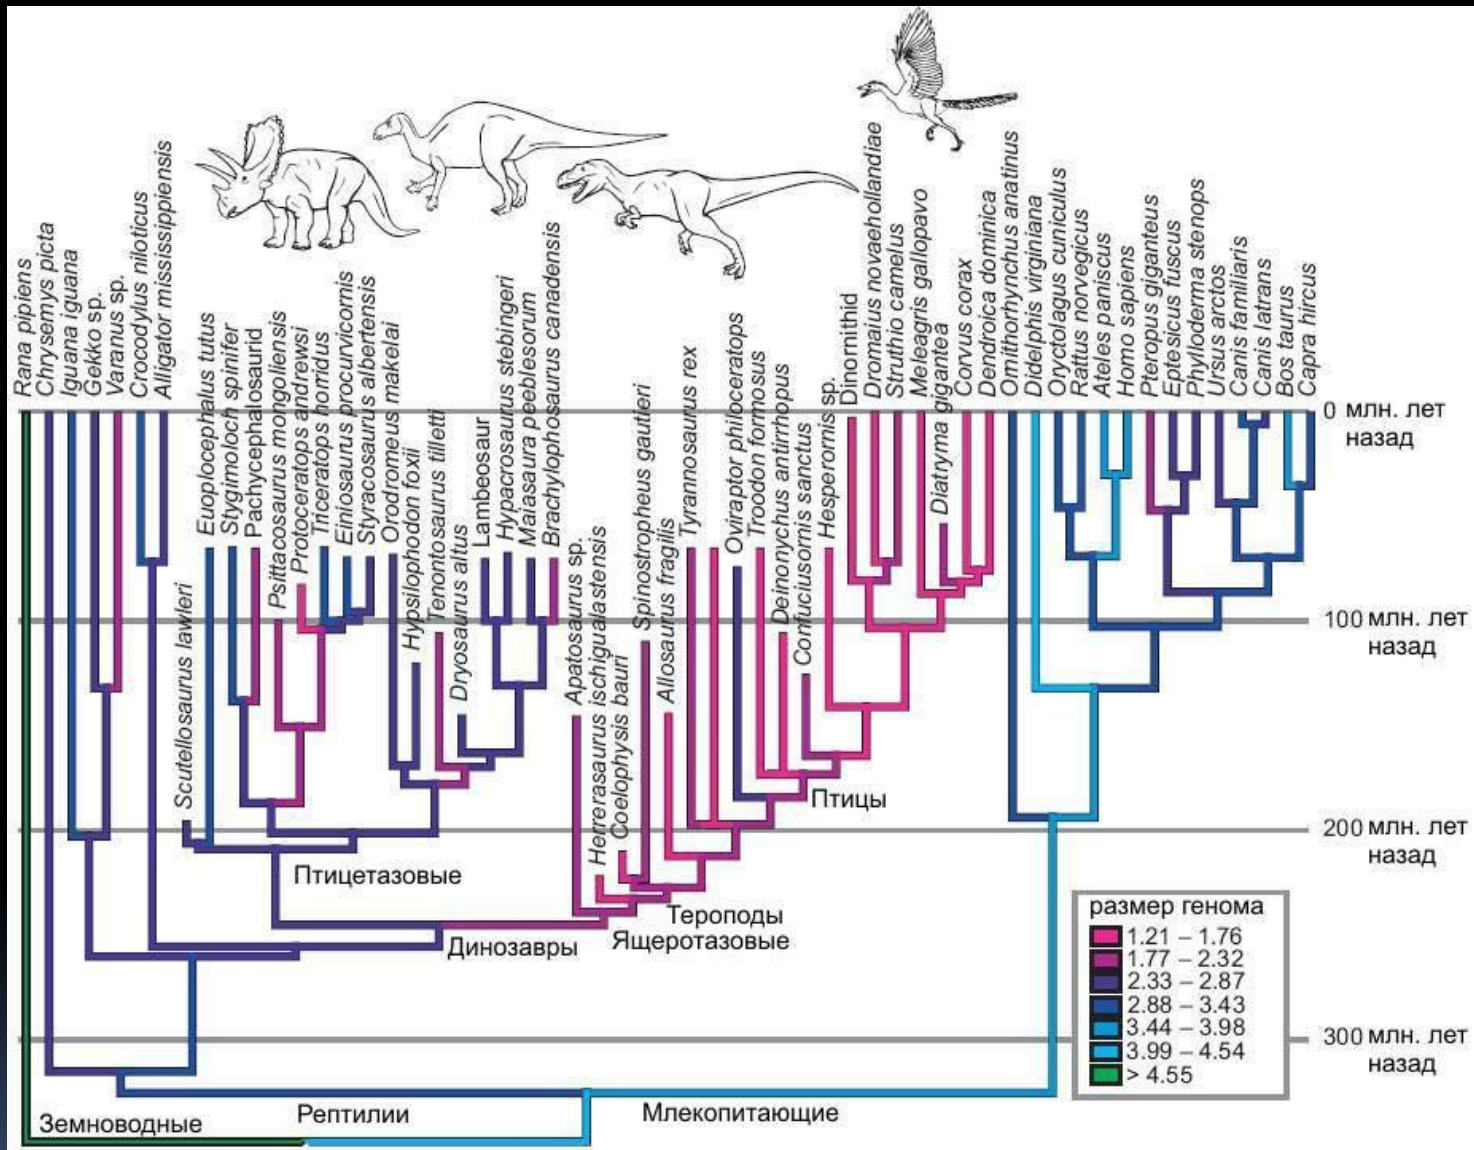 Rana pipiens
Chrysemys picta
Iguana iguana
Gekko sp.
Varanus sp.
Crocodylus niloticus
Alligator mississippiensis
Scutellosaurus lawleri
Euoplocephalus tutus
Stygimoloch spinifer
Pachycephalosaurid
Psittacosaurus mongoliensis
Protoceratops andrewsi
Triceratops horridus
Einiosaurus procurvicornis
Styracosaurus albertensis
Orodromeus makelai
Hypsilophodon foxii
Tenontosaurus tilletti
Dryosaurus altus
Lambeosaur
Hypacrosaurus stebingeri
Maiasaura peeblesorum
Brachylophosaurus canadensis
Apatosaurus sp.
Herrerasaurus ischigualastensis
Coelophysis bauri
Spinostropheus gautieri
Allosaurus fragilis
Tyrannosaurus rex
Oviraptor philoceratops
Troodon formosus
Deinonychus antirrhopus
Confuciusornis sanctus
Hesperornis sp.
Dinornithid
Dromaius novaehollandiae
Struthio camelus
Meleagris gallopavo
Diatryma gigantea
Corvus corax
Dendroica dominica
Ornithorhynchus anatinus
Didelphis virginiana
Oryctolagus cuniculus
Rattus norvegicus
Ateles paniscus
Homo sapiens
Pteropus giganteus
Eptesicus fuscus
Phylloderma stenops
Ursus arctos
Canis familiaris
Canis latrans
Bos taurus
Capra hircus
0 млн. лет
назад
100 млн. лет
назад
200 млн. лет
назад
300 млн. лет
назад
Птицы
Птицетазовые
Тероподы
Динозавры
Ящеротазовые
размер генома
1.21 – 1.76
1.77 – 2.32
2.33 – 2.87
2.88 – 3.43
3.44 – 3.98
3.99 – 4.54
> 4.55
Земноводные
Рептилии
Млекопитающие